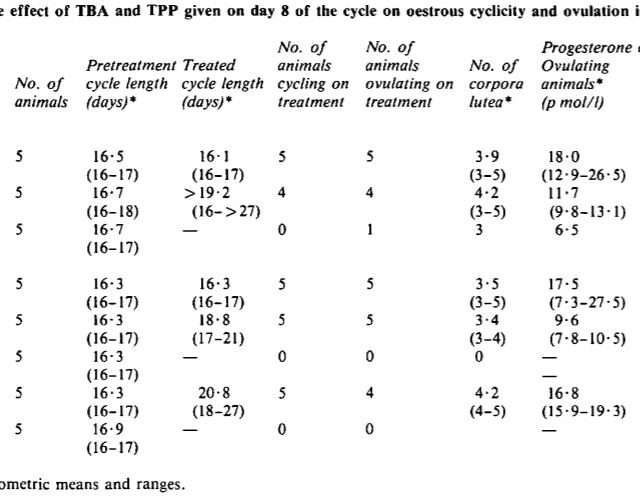 e effect of TBA and TPP given on day 8 of the cycle on oestrous cyclicity and ovulation i
No. of No. of Progesterone
Pretreatment Treated animals animals No. of Ovulating
No. of cycle length cycle length cycling on ovulating on corpora animals*
animals (days)* (days)* treatment treatment lutea* (p mol/l)
5 16·5 16·1 5 5 3·9 18·0
(16–17) (16–17) (3–5) (12·9–26·5)
5 16·7 >19·2 4 4 4·2 11·7
(16–18) (16–>27) (3–5) (9·8–13·1)
5 16·7 — 0 1 3 6·5
(16–17)
5 16·3 16·3 5 5 3·5 17·5
(16–17) (16–17) (3–5) (7·3–27·5)
5 16·3 18·8 5 5 3·4 9·6
(16–17) (17–21) (3–4) (7·8–10·5)
5 16·3 — 0 0 0 —
(16–17) —
5 16·3 20·8 5 4 4·2 16·8
(16–17) (18–27) (4–5) (15·9–19·3)
5 16·9 — 0 0 —
(16–17)
ometric means and ranges.